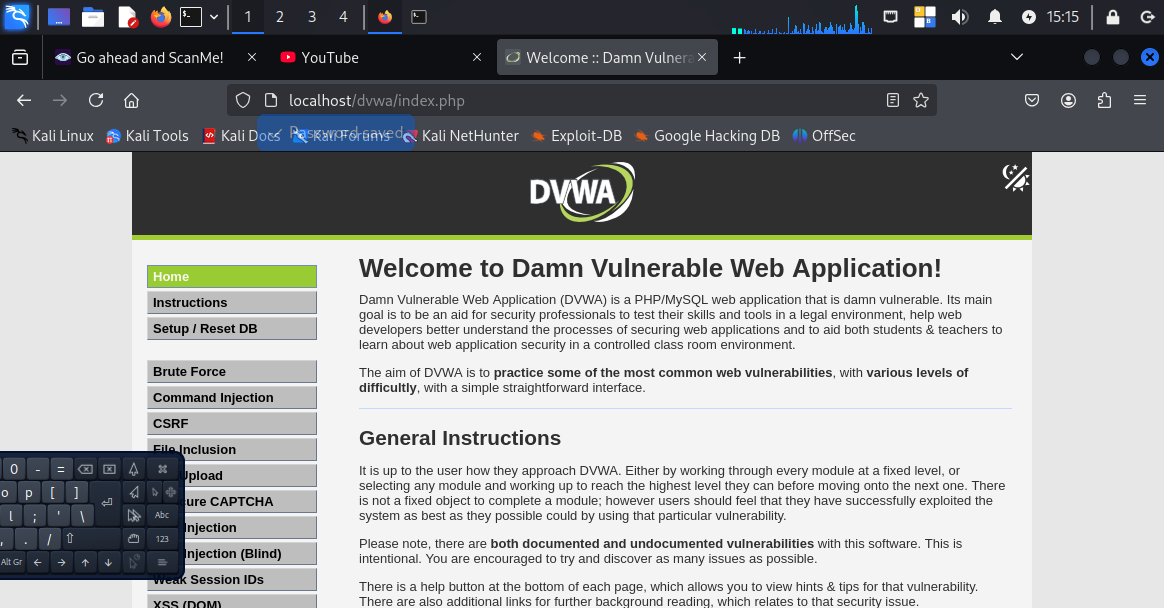 1 2 3 4 15:15
Go ahead and ScanMe! YouTube Welcome :: Damn Vulnera
localhost/dvwa/index.php
Kali Linux Kali Tools Kali Docs Kali Forums Kali NetHunter Exploit-DB Google Hacking DB OffSec
Password saved
DVWA
Home
Instructions
Setup / Reset DB
Brute Force
Command Injection
CSRF
File Inclusion
Upload
cure CAPTCHA
Injection
Injection (Blind)
Weak Session IDs
XSS (DOM)
Welcome to Damn Vulnerable Web Application!
Damn Vulnerable Web Application (DVWA) is a PHP/MySQL web application that is damn vulnerable. Its main
goal is to be an aid for security professionals to test their skills and tools in a legal environment, help web
developers better understand the processes of securing web applications and to aid both students & teachers to
learn about web application security in a controlled class room environment.
The aim of DVWA is to practice some of the most common web vulnerabilities, with various levels of
difficultly, with a simple straightforward interface.
General Instructions
It is up to the user how they approach DVWA. Either by working through every module at a fixed level, or
selecting any module and working up to reach the highest level they can before moving onto the next one. There
is not a fixed object to complete a module; however users should feel that they have successfully exploited the
system as best as they possible could by using that particular vulnerability.
Please note, there are both documented and undocumented vulnerabilities with this software. This is
intentional. You are encouraged to try and discover as many issues as possible.
There is a help button at the bottom of each page, which allows you to view hints & tips for that vulnerability.
There are also additional links for further background reading, which relates to that security issue.
0 - =
o p [ ]
l ; ' \ Abc
, . / 123
Alt Gr